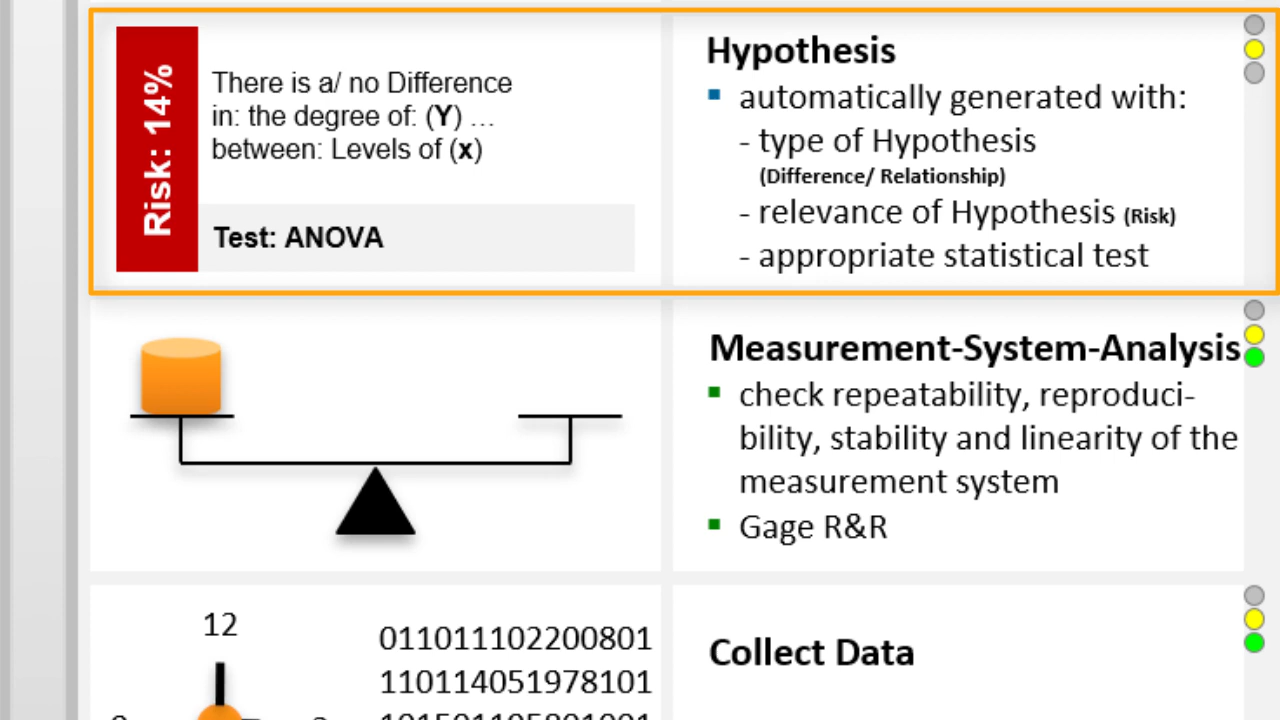 Risk: 14%
There is a/ no Difference
in: the degree of: (Y) …
between: Levels of (x)
Test: ANOVA
Hypothesis
automatically generated with:
- type of Hypothesis
(Difference/ Relationship)
- relevance of Hypothesis (Risk)
- appropriate statistical test
Measurement-System-Analysis
check repeatability, reproduci-
bility, stability and linearity of the
measurement system
Gage R&R
12
011011102200801
110114051978101
Collect Data